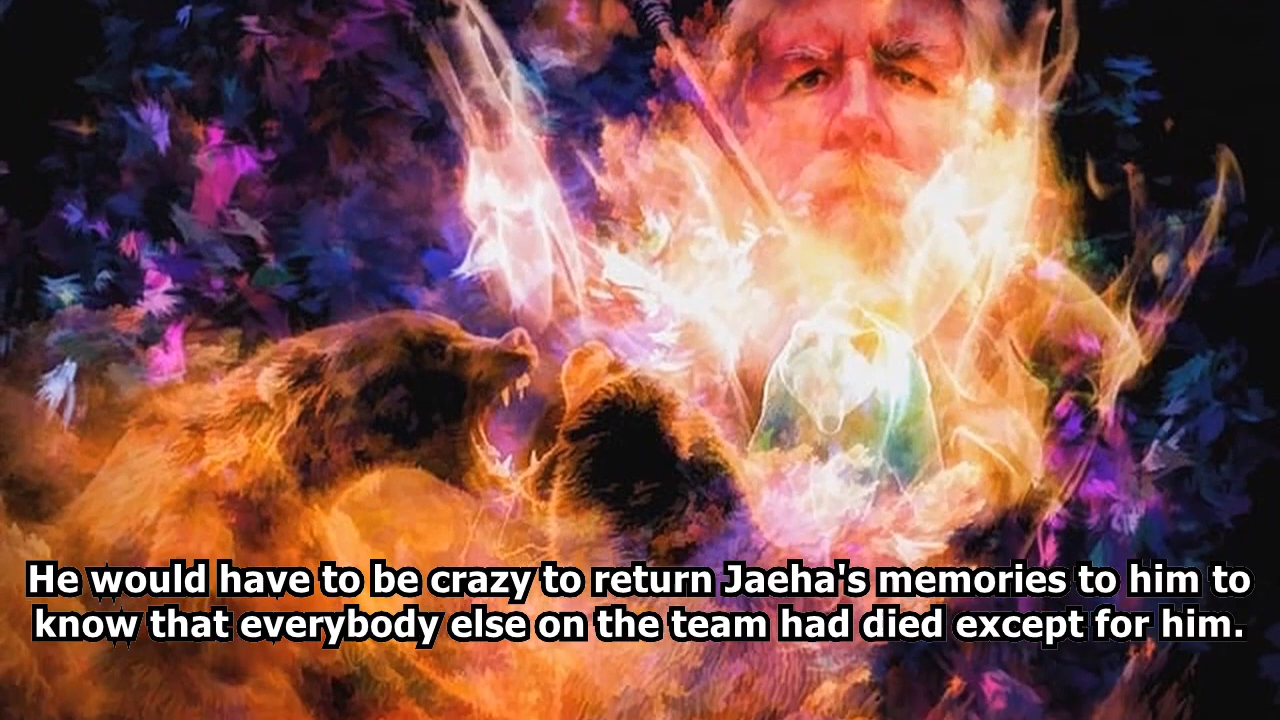 He would have to be crazy to return Jaeha's memories to him to
know that everybody else on the team had died except for him.